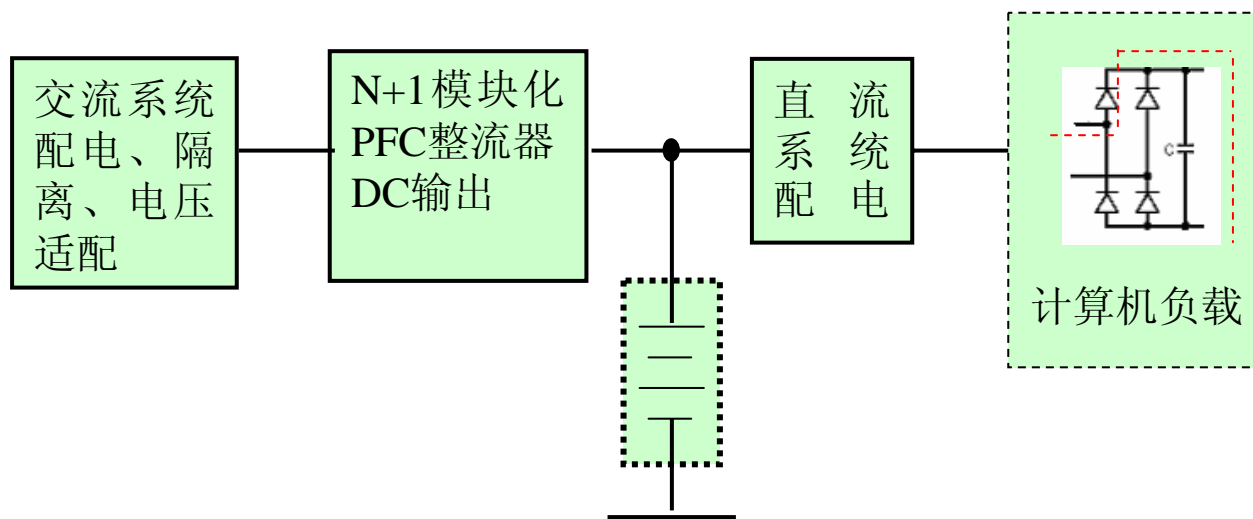 交流系统
配电、隔
离、电压
适配
N+1模块化
PFC整流器
DC输出
直流
系统
配电
C
计算机负载